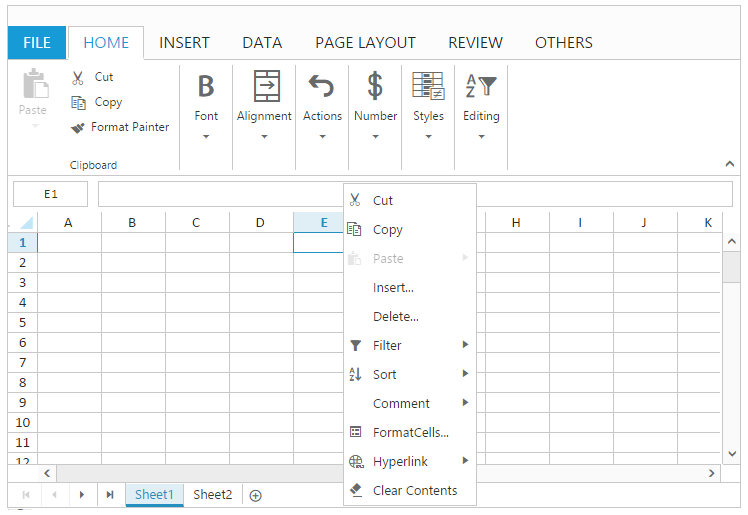 FILE HOME INSERT DATA PAGE LAYOUT REVIEW OTHERS
Paste
Cut
Copy
Format Painter
Clipboard
B
Font
Alignment
Actions
$
Number
Styles
A
Z
Editing
E1
A B C D E H I J K
1
2
3
4
5
6
7
8
9
10
11
12
Cut
Copy
Paste
Insert...
Delete...
Filter
Sort
Comment
FormatCells...
Hyperlink
Clear Contents
Sheet1 Sheet2